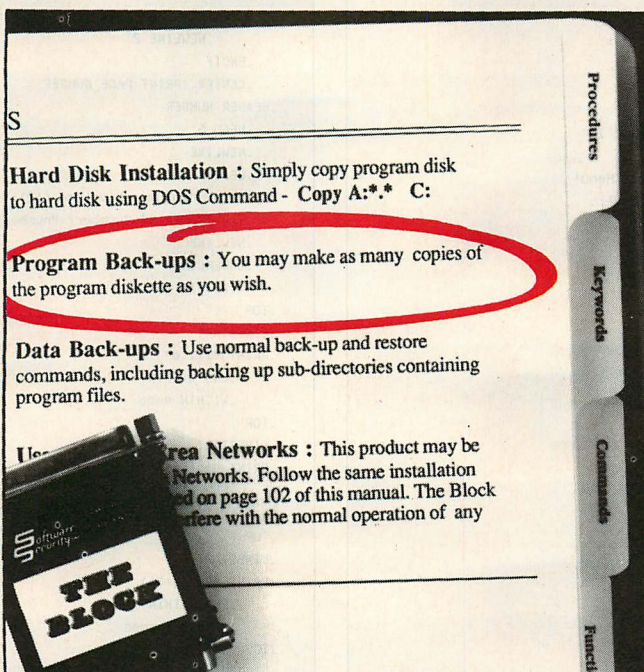 S
Hard Disk Installation : Simply copy program disk
to hard disk using DOS Command - Copy A:*.* C:
Program Back-ups : You may make as many copies of
the program diskette as you wish.
Data Back-ups : Use normal back-up and restore
commands, including backing up sub-directories containing
program files.
rea Networks : This product may be
Networks. Follow the same installation
ed on page 102 of this manual. The Block
rfere with the normal operation of any
Software
Security
THE
BLOCK
Procedures
Keywords
Commands
Functi